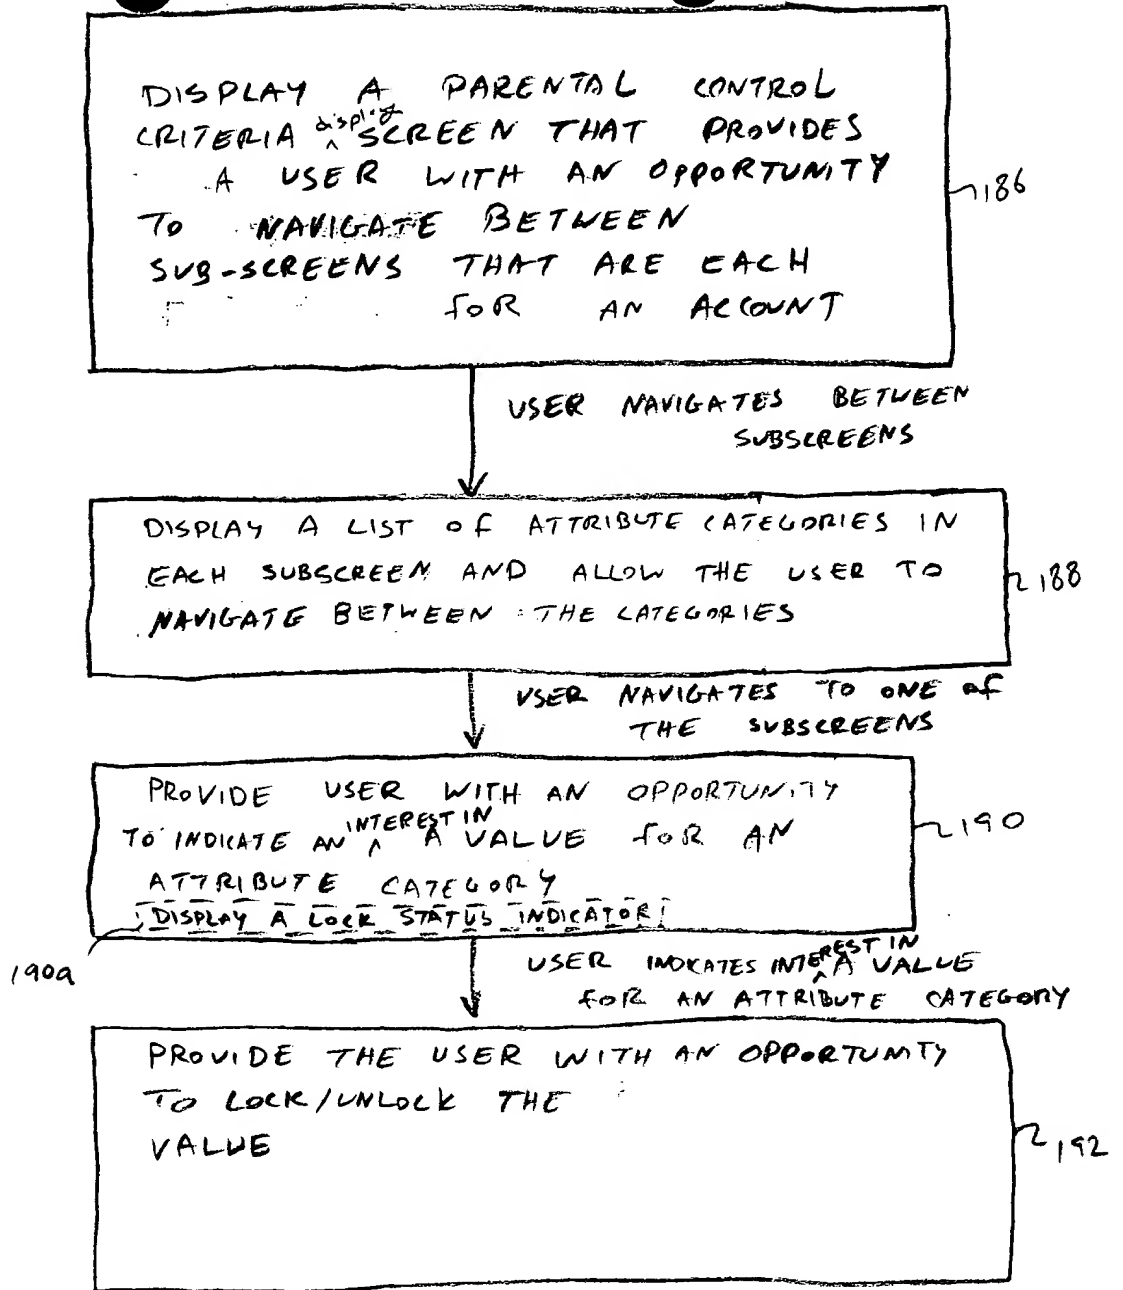 DISPLAY A PARENTAL CONTROL
CRITERIA ^ display SCREEN THAT PROVIDES
A USER WITH AN OPPORTUNITY
TO NAVIGATE BETWEEN
SUB-SCREENS THAT ARE EACH
FOR AN ACCOUNT
186
USER NAVIGATES BETWEEN
SUBSCREENS
DISPLAY A LIST OF ATTRIBUTE CATEGORIES IN
EACH SUBSCREEN AND ALLOW THE USER TO
NAVIGATE BETWEEN THE CATEGORIES
188
USER NAVIGATES TO ONE OF
THE SUBSCREENS
PROVIDE USER WITH AN OPPORTUNITY
TO INDICATE AN ^ INTEREST IN A VALUE FOR AN
ATTRIBUTE CATEGORY
DISPLAY A LOCK STATUS INDICATOR
190
190a
USER INDICATES INTEREST IN ^ A VALUE
FOR AN ATTRIBUTE CATEGORY
PROVIDE THE USER WITH AN OPPORTUNITY
TO LOCK/UNLOCK THE
VALUE
192